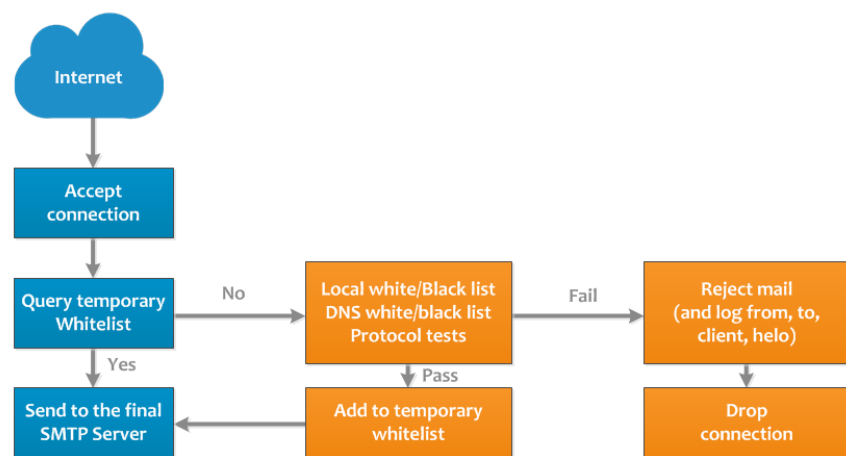 Internet
Accept
connection
Query temporary
Whitelist
No
Local white/Black list
DNS white/black list
Protocol tests
Fail
Reject mail
(and log from, to,
client, helo)
Yes
Pass
Send to the final
SMTP Server
Add to temporary
whitelist
Drop
connection